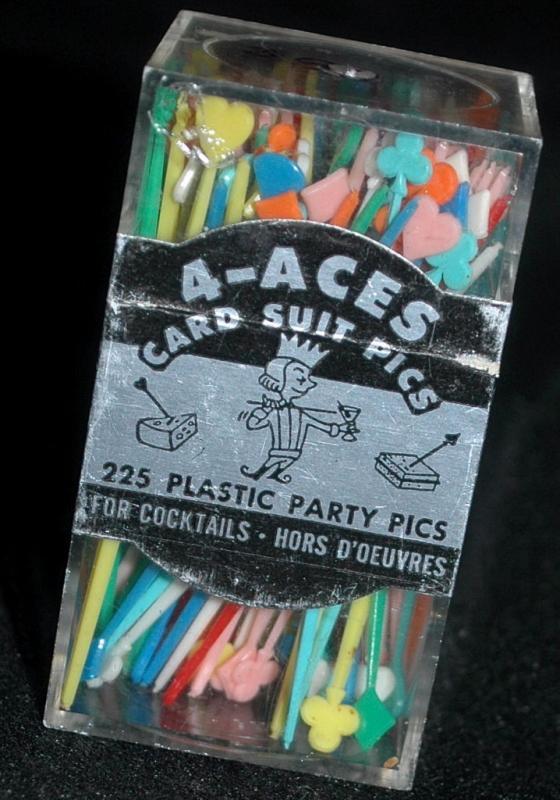 4-ACES
CARD SUIT PICS
225 PLASTIC PARTY PICS
FOR COCKTAILS • HORS D'OEUVRES